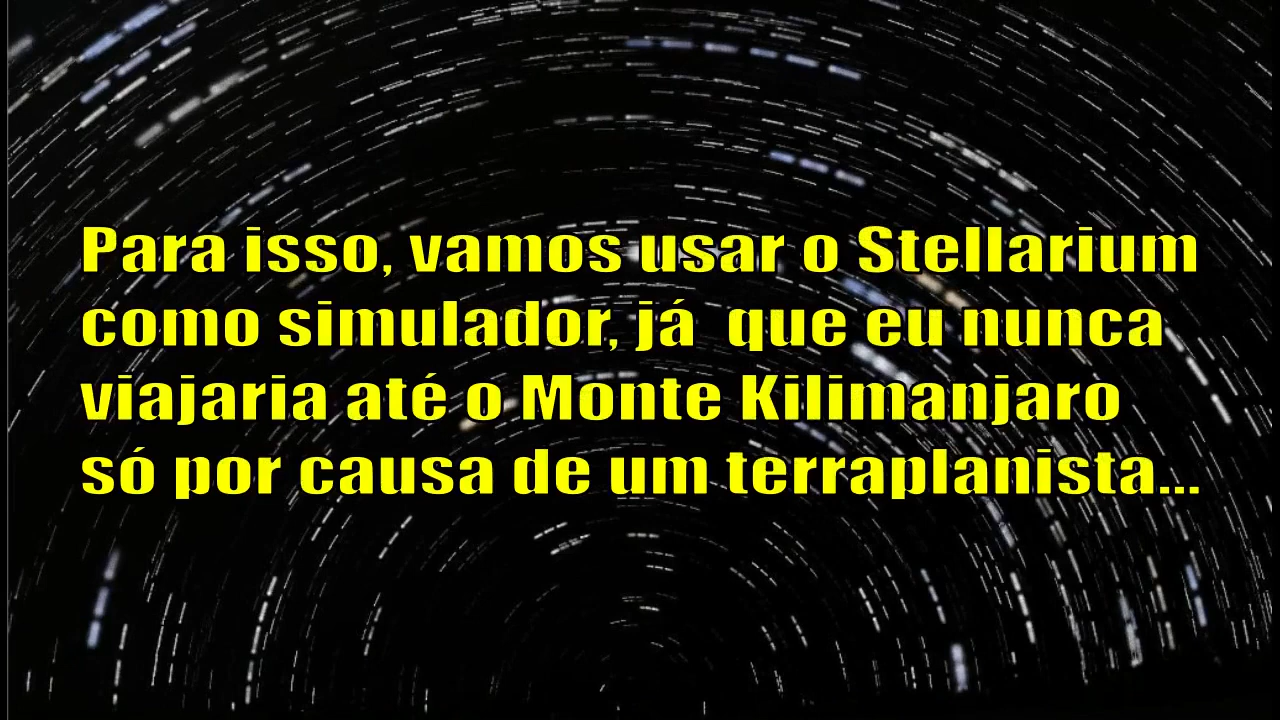 Para isso, vamos usar o Stellarium
como simulador, já que eu nunca
viajaria até o Monte Kilimanjaro
só por causa de um terraplanista...